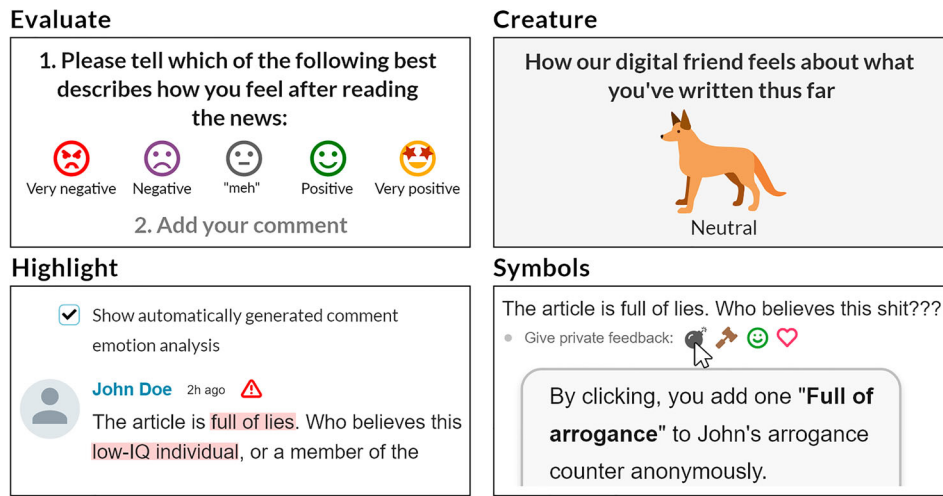 Evaluate
1. Please tell which of the following best
describes how you feel after reading
the news:
Very negative
Negative
"meh"
Positive
Very positive
2. Add your comment
Creature
How our digital friend feels about what
you've written thus far
Neutral
Highlight
Show automatically generated comment
emotion analysis
John Doe 2h ago
The article is full of lies. Who believes this
low-IQ individual, or a member of the
Symbols
The article is full of lies. Who believes this shit???
Give private feedback:
By clicking, you add one "Full of
arrogance" to John's arrogance
counter anonymously.